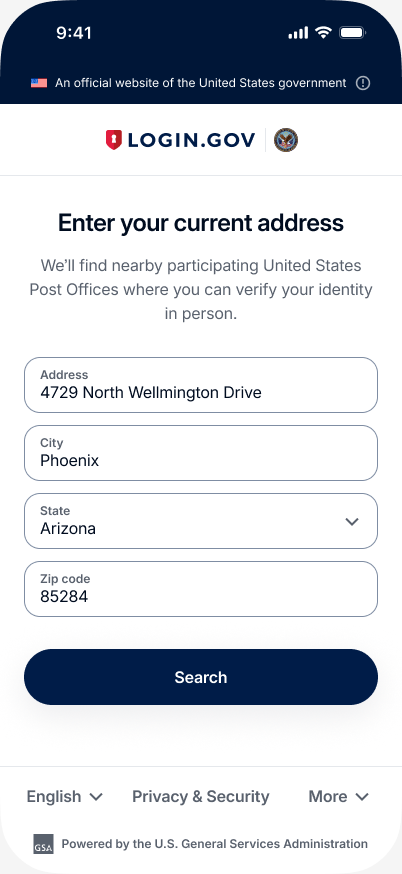 9:41
An official website of the United States government
LOGIN.GOV
Enter your current address
We'll find nearby participating United States
Post Offices where you can verify your identity
in person.
Address
4729 North Wellmington Drive
City
Phoenix
State
Arizona
Zip code
85284
Search
English
Privacy & Security
More
GSA
Powered by the U.S. General Services Administration